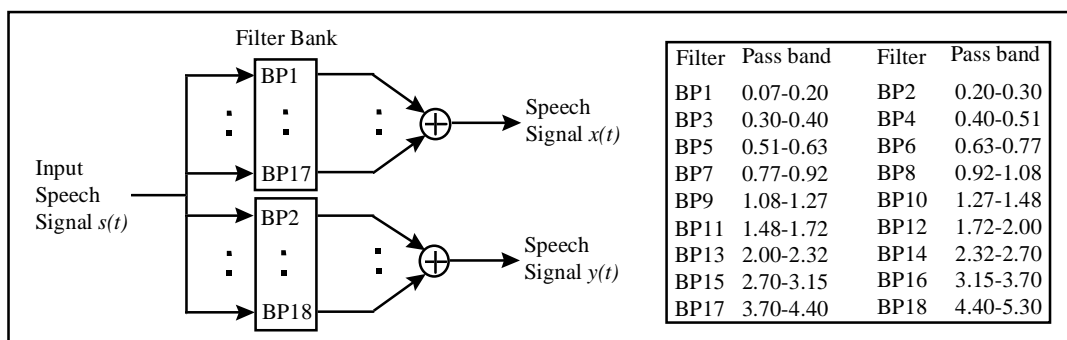 Filter Bank
BP1
BP17
BP2
BP18
Input
Speech
Signal s(t)
+
Speech
Signal x(t)
+
Speech
Signal y(t)
Filter Pass band Filter Pass band
BP1 0.07-0.20 BP2 0.20-0.30
BP3 0.30-0.40 BP4 0.40-0.51
BP5 0.51-0.63 BP6 0.63-0.77
BP7 0.77-0.92 BP8 0.92-1.08
BP9 1.08-1.27 BP10 1.27-1.48
BP11 1.48-1.72 BP12 1.72-2.00
BP13 2.00-2.32 BP14 2.32-2.70
BP15 2.70-3.15 BP16 3.15-3.70
BP17 3.70-4.40 BP18 4.40-5.30